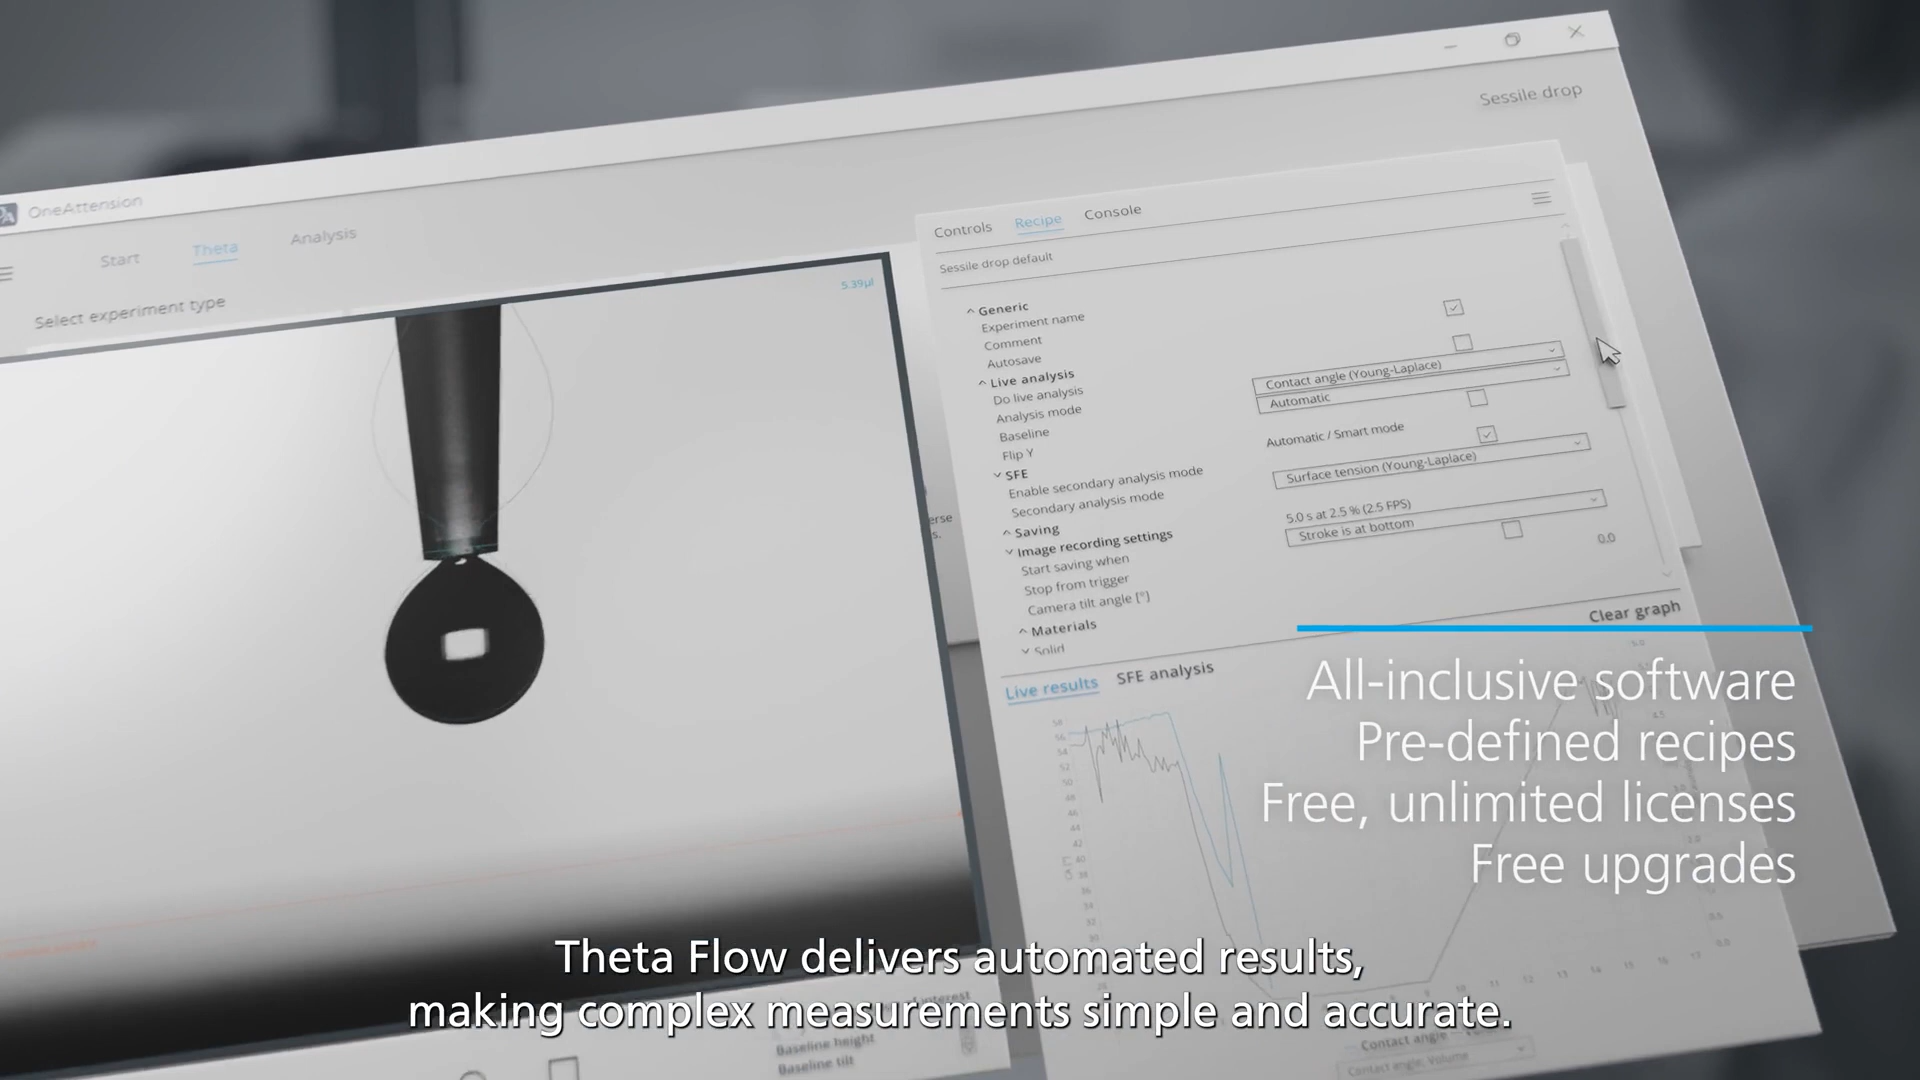 Sessile drop
OneAttension
Start
Theta
Analysis
Select experiment type
5.39µl
Controls
Recipe
Console
Sessile drop default
Generic
Experiment name
Comment
Autosave
Live analysis
Do live analysis
Analysis mode
Contact angle (Young-Laplace)
Baseline
Automatic
Flip Y
SFE
Automatic / Smart mode
Enable secondary analysis mode
Secondary analysis mode
Surface tension (Young-Laplace)
Saving
Image recording settings
5.0 s at 2.5 % (2.5 FPS)
Start saving when
Stroke is at bottom
Stop from trigger
Camera tilt angle [°]
0.0
Materials
Solid
Clear graph
Live results
SFE analysis
All-inclusive software
Pre-defined recipes
Free, unlimited licenses
Free upgrades
Theta Flow delivers automated results,
making complex measurements simple and accurate.
Baseline height
Baseline tilt
Contact angle
Contact angle, Volume